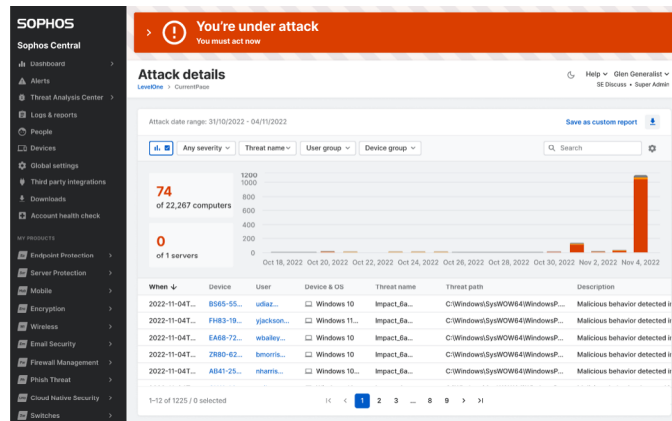 SOPHOS
Sophos Central
Dashboard
Alerts
Threat Analysis Center
Logs & reports
People
Devices
Global settings
Third party integrations
Downloads
Account health check
MY PRODUCTS
Endpoint Protection
Server Protection
Mobile
Encryption
Wireless
Email Security
Firewall Management
Phish Threat
Cloud Native Security
Switches
You're under attack
You must act now
Attack details
LevelOne > CurrentPage
Help Glen Generalist
SE Discuss • Super Admin
Attack date range: 31/10/2022 - 04/11/2022
Save as custom report
Any severity Threat name User group Device group
Search
74
of 22,267 computers
0
of 1 servers
1200
1000
800
600
400
200
0
Oct 18, 2022 Oct 20, 2022 Oct 22, 2022 Oct 24, 2022 Oct 26, 2022 Oct 28, 2022 Oct 30, 2022 Nov 2, 2022 Nov 4, 2022
When Device User Device & OS Threat name Threat path Description
2022-11-04T... BS65-55... udiaz... Windows 10 Impact_6a... C:\Windows\SysWOW64\WindowsP... Malicious behavior detected i
2022-11-04T... FH83-19... yjackson... Windows 11... Impact_6a... C:\Windows\SysWOW64\WindowsP... Malicious behavior detected in
2022-11-04T... EA68-72... wbailey... Windows 10 Impact_6a... C:\Windows\SysWOW64\WindowsP... Malicious behavior detected in
2022-11-04T... ZR80-62... bmorris... Windows 10 Impact_6a... C:\Windows\SysWOW64\WindowsP... Malicious behavior detected in
2022-11-04T... AB41-25... nharris... Windows 10 Impact_6a... C:\Windows\SysWOW64\WindowsP... Malicious behavior detected in
1–12 of 1225 / 0 selected
1 2 3 ... 8 9